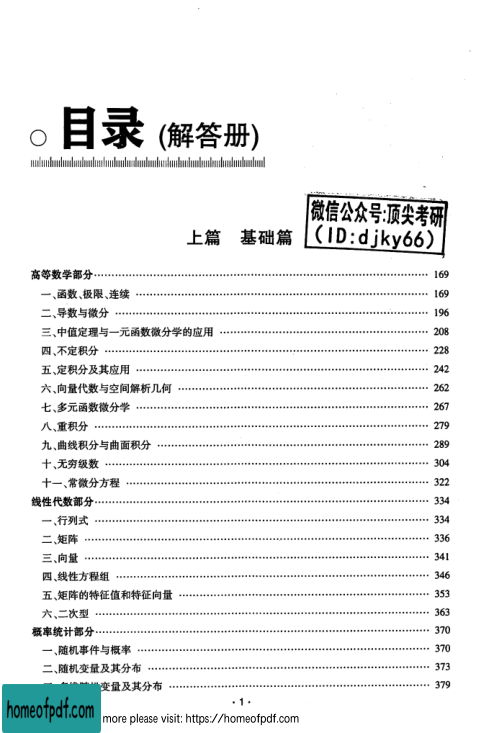 目录 (解答册)
微信公众号:顶尖考研
(ID:djky66)
上篇 基础篇
高等数学部分 169
一、函数、极限、连续 169
二、导数与微分 196
三、中值定理与一元函数微分学的应用 208
四、不定积分 228
五、定积分及其应用 242
六、向量代数与空间解析几何 262
七、多元函数微分学 267
八、重积分 279
九、曲线积分与曲面积分 289
十、无穷级数 304
十一、常微分方程 322
线性代数部分 334
一、行列式 334
二、矩阵 336
三、向量 341
四、线性方程组 346
五、矩阵的特征值和特征向量 353
六、二次型 363
概率统计部分 370
一、随机事件与概率 370
二、随机变量及其分布 373
变量及其分布 379
·1·
homeofpdf.com
more please visit: https://homeofpdf.com